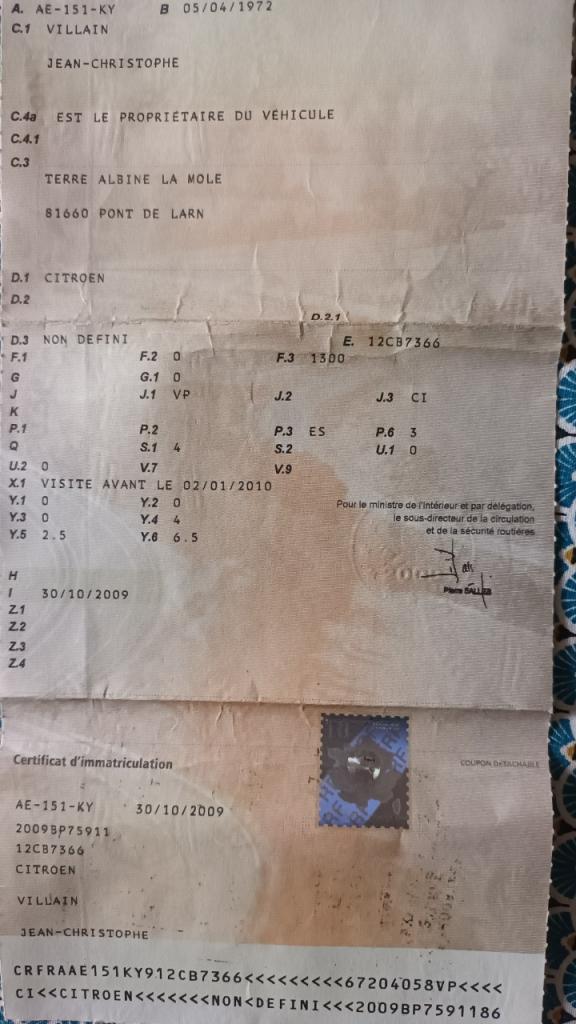 A. AE-151-KY B 05/04/1972
C.1 VILLAIN
JEAN-CHRISTOPHE
C.4a EST LE PROPRIÉTAIRE DU VÉHICULE
C.4.1
C.3
TERRE ALBINE LA MOLE
81660 PONT DE LARN
D.1 CITROEN
D.2
D.2.1
D.3 NON DEFINI E. 12CB7366
F.1 F.2 0 F.3 1300
G G.1 0
J J.1 VP J.2 J.3 CI
K
P.1 P.2 P.3 ES P.6 3
Q S.1 4 S.2 U.1 0
U.2 0 V.7 V.9
X.1 VISITE AVANT LE 02/01/2010
Y.1 0 Y.2 0
Y.3 0 Y.4 4
Y.5 2.5 Y.6 6.5
Pour le ministre de l'Intérieur et par délégation,
le sous-directeur de la circulation
et de la sécurité routières
H
I 30/10/2009
Z.1
Z.2
Z.3
Z.4
Certificat d'immatriculation COUPON DÉTACHABLE
AE-151-KY 30/10/2009
2009BP75911
12CB7366
CITROEN
VILLAIN
JEAN-CHRISTOPHE
CRFRAAE151KY912CB7366<<<<<<<<<67204058VP<<<<
CI<<CITROEN<<<<<<<NON<DEFINI<<<2009BP7591186